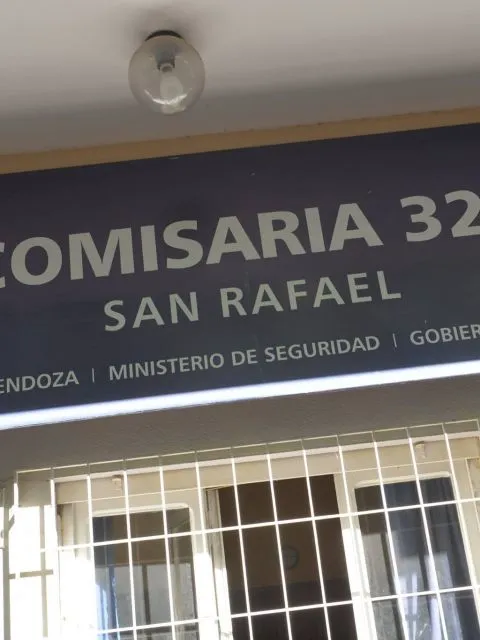 COMISARIA 32
SAN RAFAEL
ENDOZA | MINISTERIO DE SEGURIDAD | GOBIER